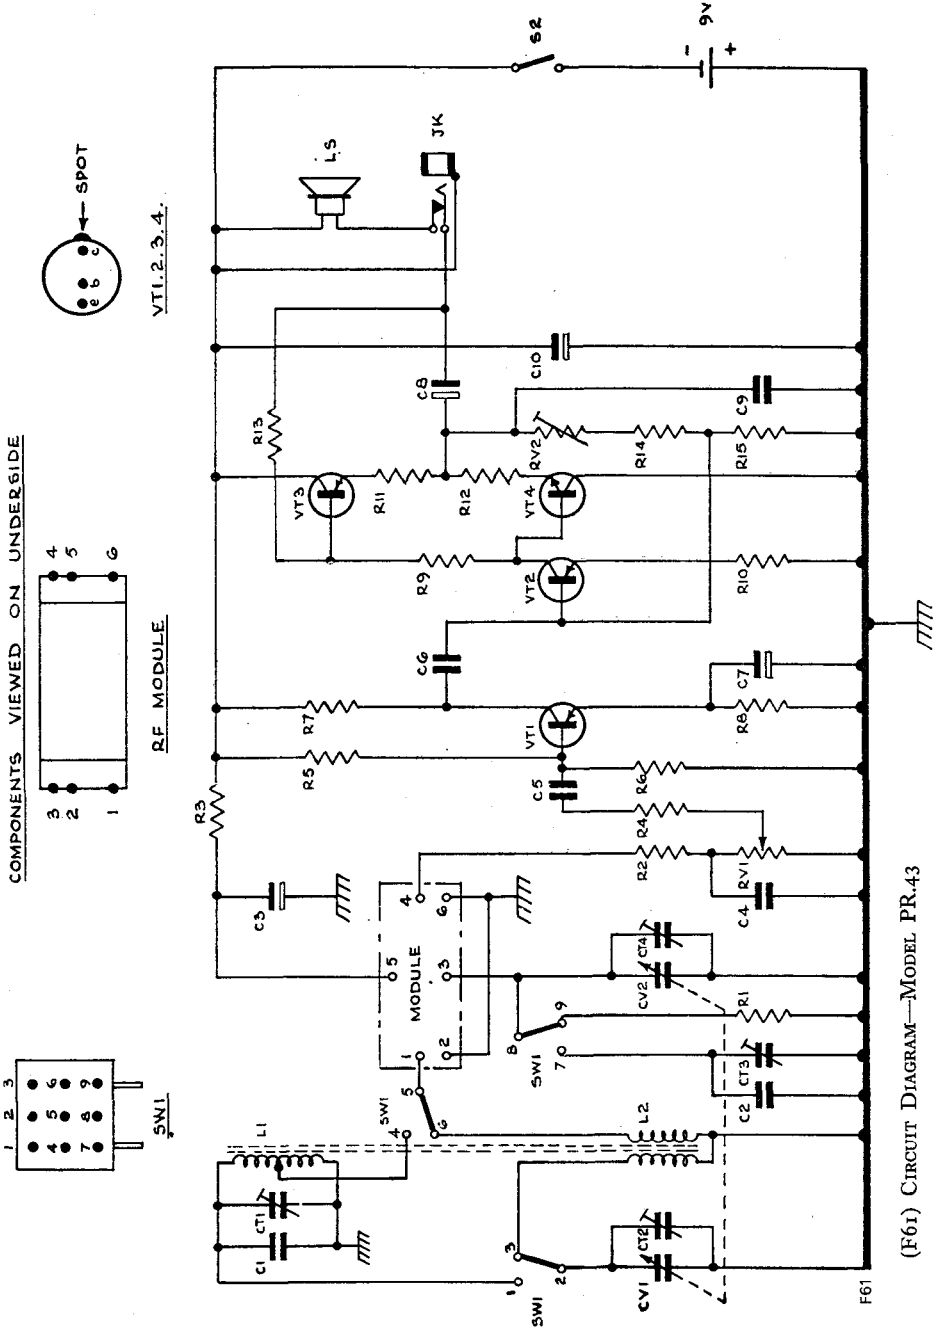 COMPONENTS VIEWED ON UNDERSIDE
1 2 3
4 5 6
7 8 9
SW1
3 2 1
4 5 6
RF MODULE
e b c
SPOT
VT1.2.3.4.
C1
CT1
L1
1
3
2
SW1
CV1
CT2
L2
4
5
6
SW1
C2
CT3
R1
7
8
9
SW1
CV2
CT4
MODULE
1
2
3
4
5
6
C3
R3
C4
RV1
R2
R4
C5
R6
R5
R7
VT1
R8
C7
C6
VT2
R10
R9
R13
VT3
R11
R12
VT4
RV2
R14
R15
C9
C8
C10
LS
JK
S2
9V
-
+
F61
(F61) CIRCUIT DIAGRAM—MODEL PR.43